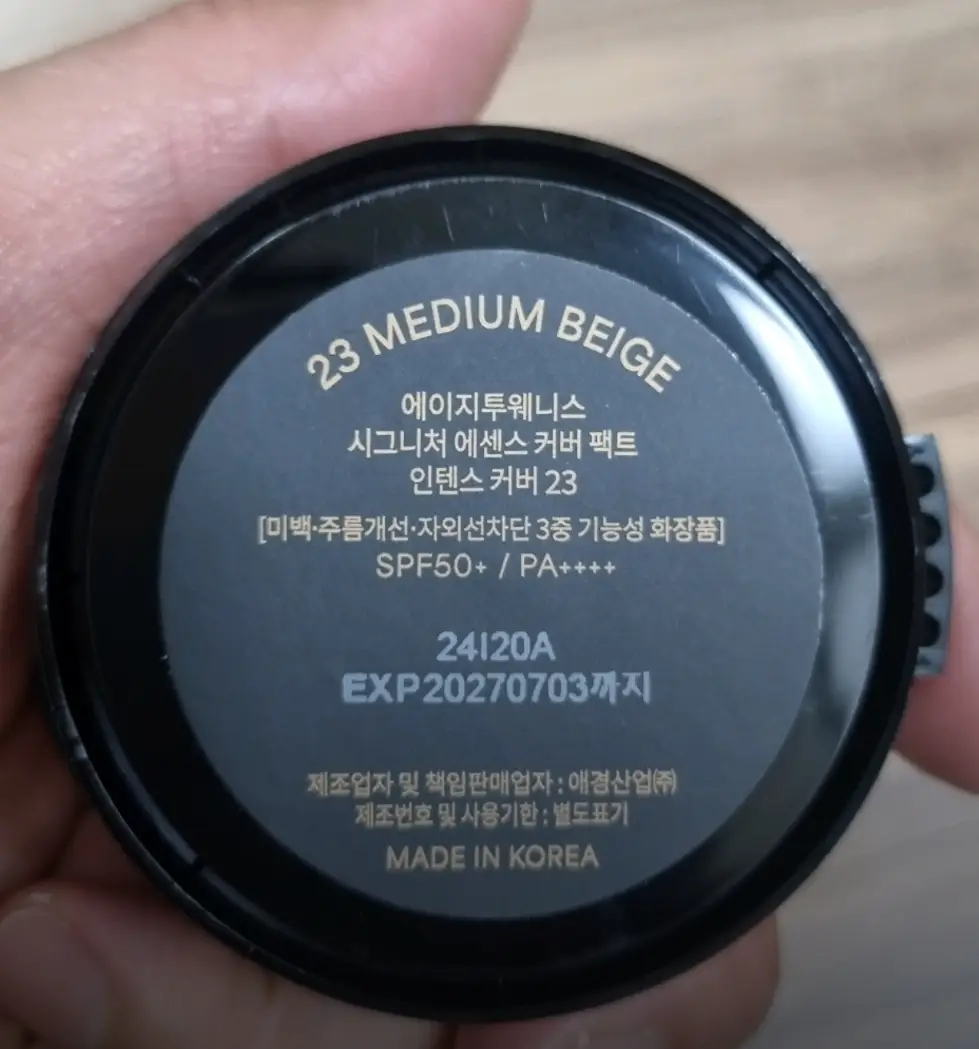 23 MEDIUM BEIGE
에이지투웨니스
시그니처 에센스 커버 팩트
인텐스 커버 23
[미백·주름개선·자외선차단 3중 기능성 화장품]
SPF50+ / PA++++
24I20A
EXP20270703까지
제조업자 및 책임판매업자 : 애경산업㈜
제조번호 및 사용기한 : 별도표기
MADE IN KOREA